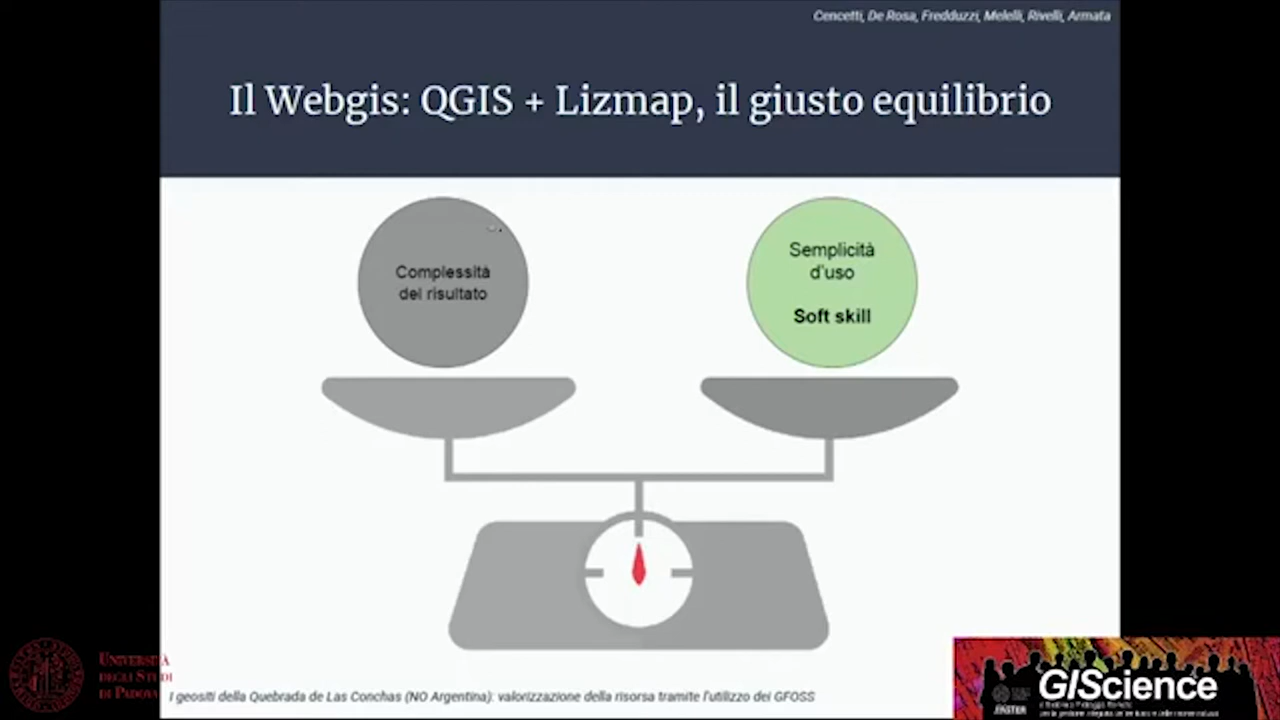 Cencetti, De Rosa, Fredduzzi, Melelli, Rivelli, Armata
Il Webgis: QGIS + Lizmap, il giusto equilibrio
Complessità
del risultato
Semplicità
d'uso
Soft skill
UNIVERSITÀ
DEGLI STUDI
DI PADOVA
I geositi della Quebrada de Las Conchas (NO Argentina): valorizzazione della risorsa tramite l'utilizzo dei GFOSS
GIScience